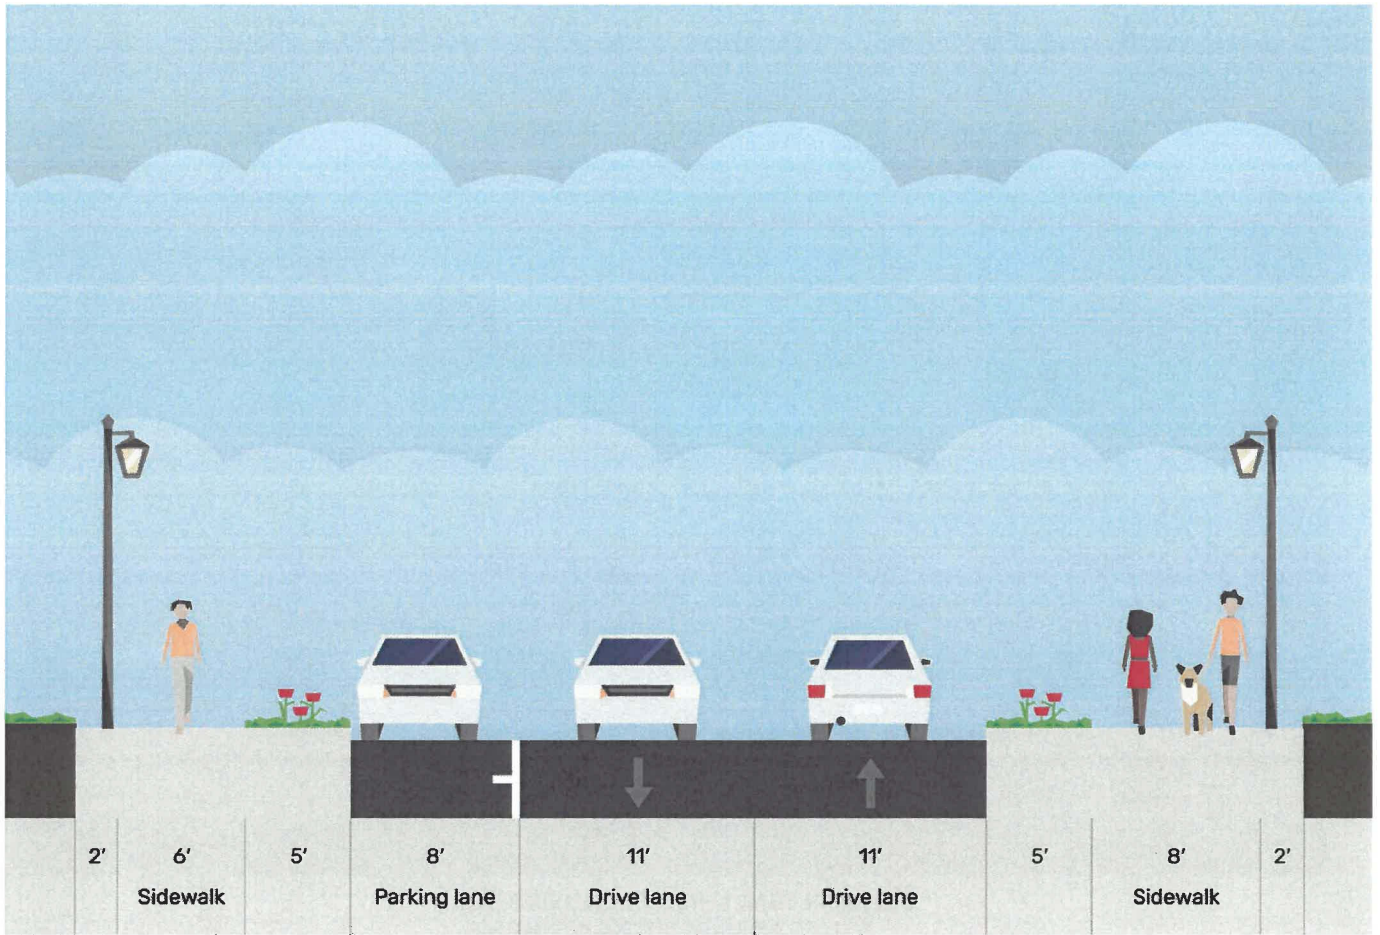 2′ 6′ 5′ 8′ 11′ 11′ 5′ 8′ 2′
Sidewalk Parking lane Drive lane Drive lane Sidewalk